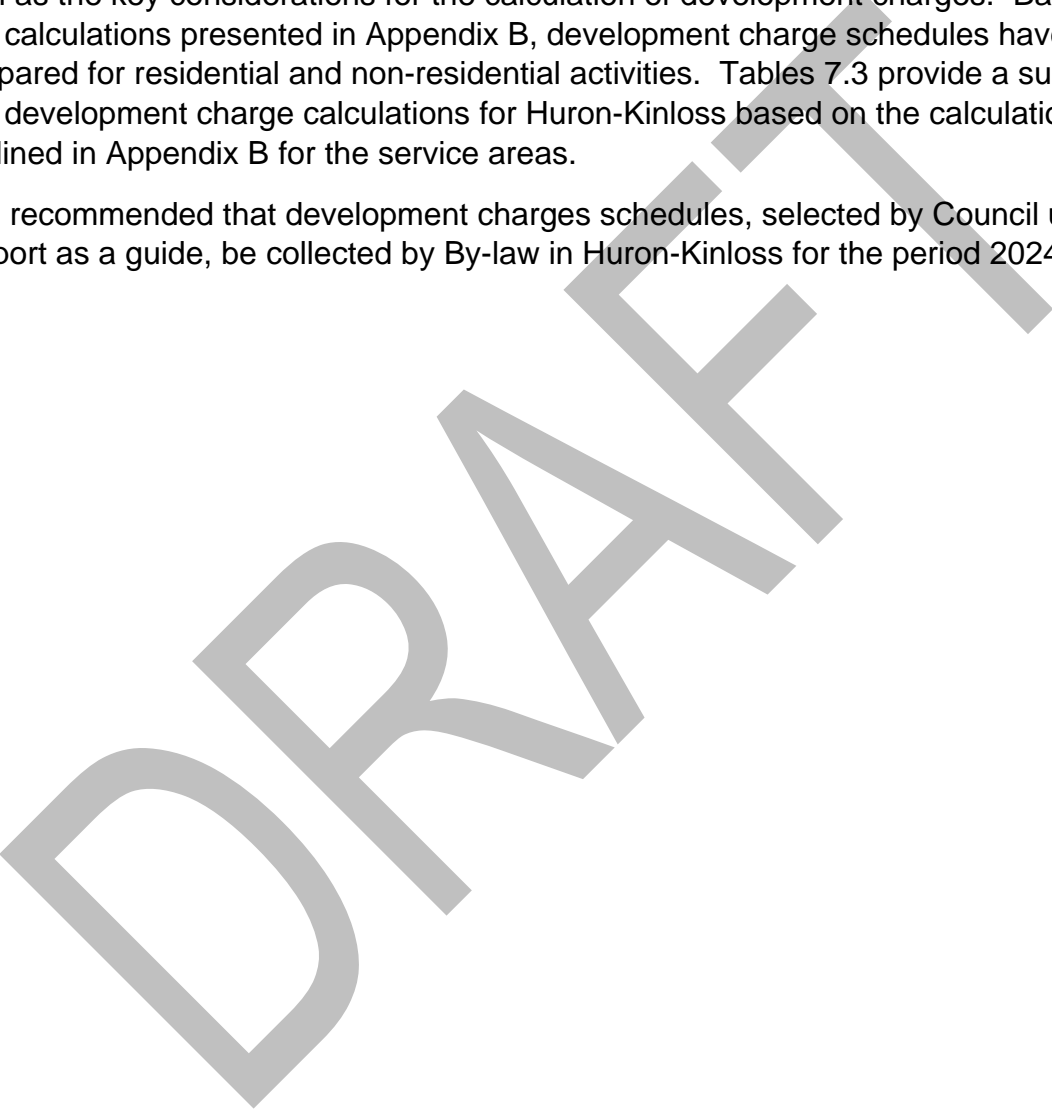 as the key considerations for the calculation of development charges. Ba
calculations presented in Appendix B, development charge schedules have
pared for residential and non-residential activities. Tables 7.3 provide a su
development charge calculations for Huron-Kinloss based on the calculatio
lined in Appendix B for the service areas.
recommended that development charges schedules, selected by Council u
port as a guide, be collected by By-law in Huron-Kinloss for the period 2024
DRAFT